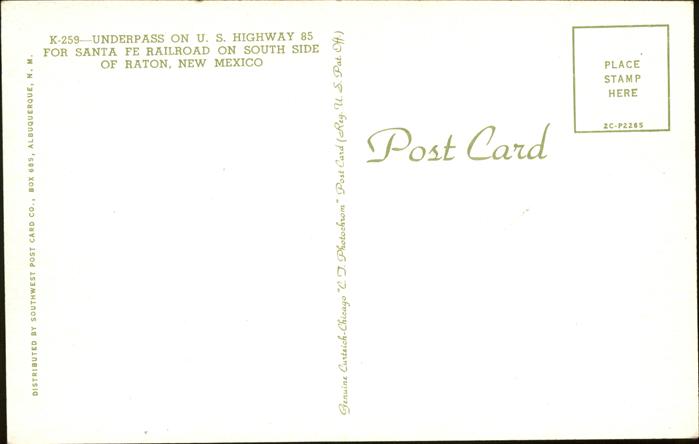 K-259—UNDERPASS ON U. S. HIGHWAY 85
FOR SANTA FE RAILROAD ON SOUTH SIDE
OF RATON, NEW MEXICO
DISTRIBUTED BY SOUTHWEST POST CARD CO., BOX 685, ALBUQUERQUE, N. M.
Genuine Curteich-Chicago "C. T. Photochrom" Post Card (Reg. U. S. Pat. Off.)
Post Card
PLACE
STAMP
HERE
2C-P2265